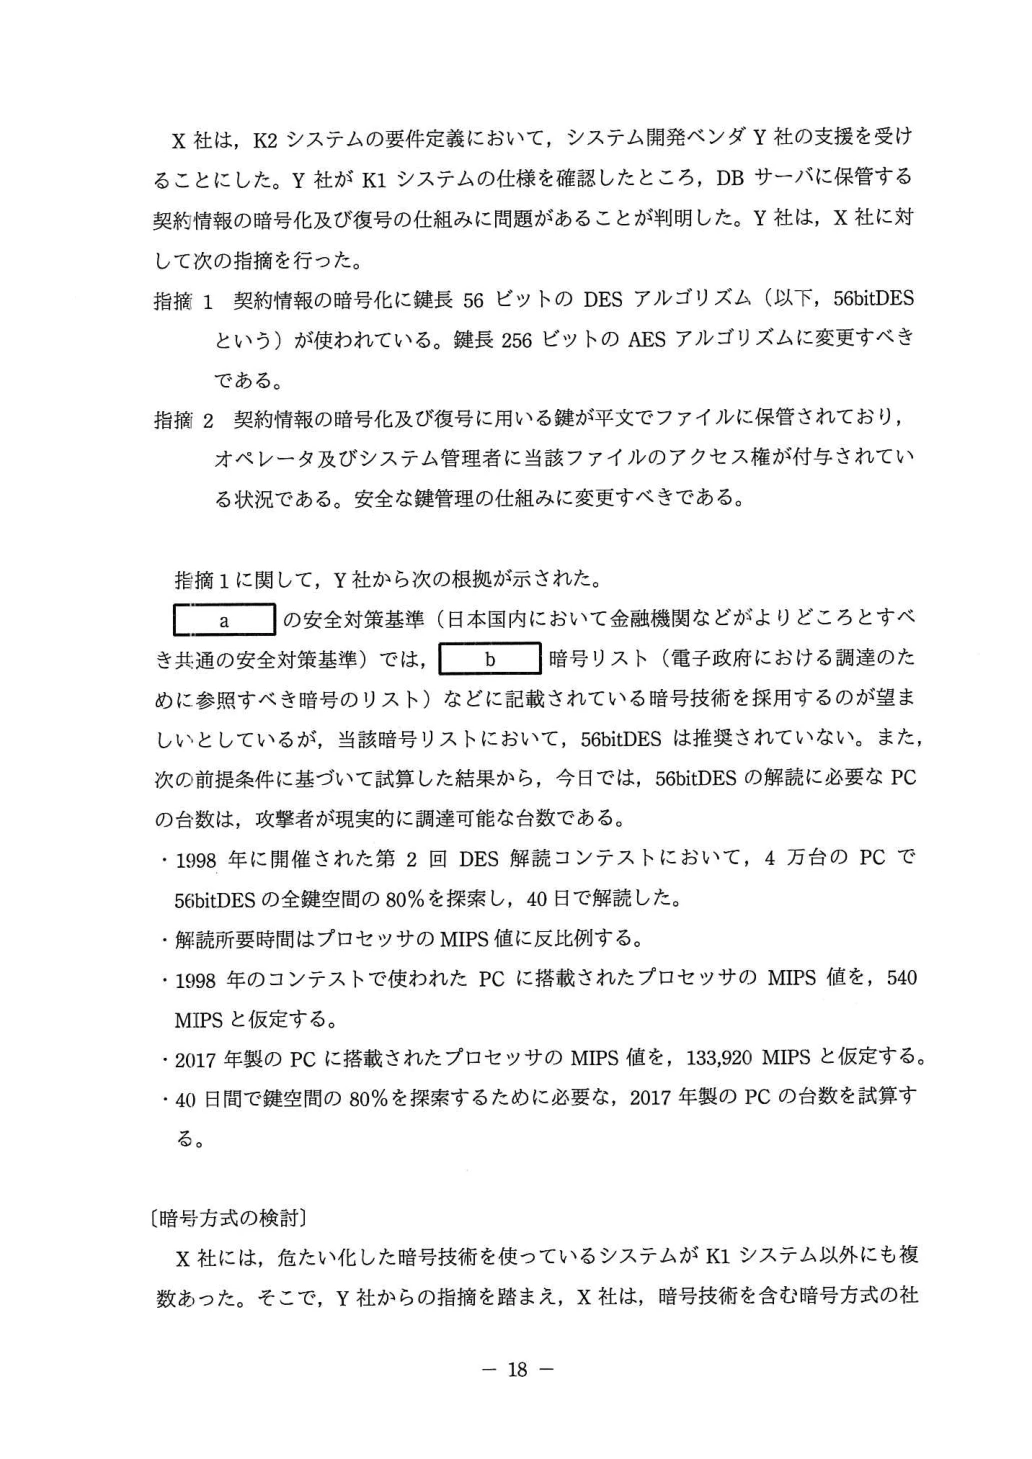 X 社は，K2 システムの要件定義において，システム開発ベンダ Y 社の支援を受け
ることにした。Y 社が K1 システムの仕様を確認したところ，DB サーバに保管する
契約情報の暗号化及び復号の仕組みに問題があることが判明した。Y 社は，X 社に対
して次の指摘を行った。
指摘 1 契約情報の暗号化に鍵長 56 ビットの DES アルゴリズム（以下，56bitDES
という）が使われている。鍵長 256 ビットの AES アルゴリズムに変更すべき
である。
指摘 2 契約情報の暗号化及び復号に用いる鍵が平文でファイルに保管されており，
オペレータ及びシステム管理者に当該ファイルのアクセス権が付与されてい
る状況である。安全な鍵管理の仕組みに変更すべきである。
指摘 1 に関して，Y 社から次の根拠が示された。
a の安全対策基準（日本国内において金融機関などがよりどころとすべ
き共通の安全対策基準）では， b 暗号リスト（電子政府における調達のた
めに参照すべき暗号のリスト）などに記載されている暗号技術を採用するのが望ま
しいとしているが，当該暗号リストにおいて，56bitDES は推奨されていない。また，
次の前提条件に基づいて試算した結果から，今日では，56bitDES の解読に必要な PC
の台数は，攻撃者が現実的に調達可能な台数である。
・1998 年に開催された第 2 回 DES 解読コンテストにおいて，4 万台の PC で
56bitDES の全鍵空間の 80％を探索し，40 日で解読した。
・解読所要時間はプロセッサの MIPS 値に反比例する。
・1998 年のコンテストで使われた PC に搭載されたプロセッサの MIPS 値を，540
MIPS と仮定する。
・2017 年製の PC に搭載されたプロセッサの MIPS 値を，133,920 MIPS と仮定する。
・40 日間で鍵空間の 80％を探索するために必要な，2017 年製の PC の台数を試算す
る。
〔暗号方式の検討〕
X 社には，危たい化した暗号技術を使っているシステムが K1 システム以外にも複
数あった。そこで，Y 社からの指摘を踏まえ，X 社は，暗号技術を含む暗号方式の社
－ 18 －